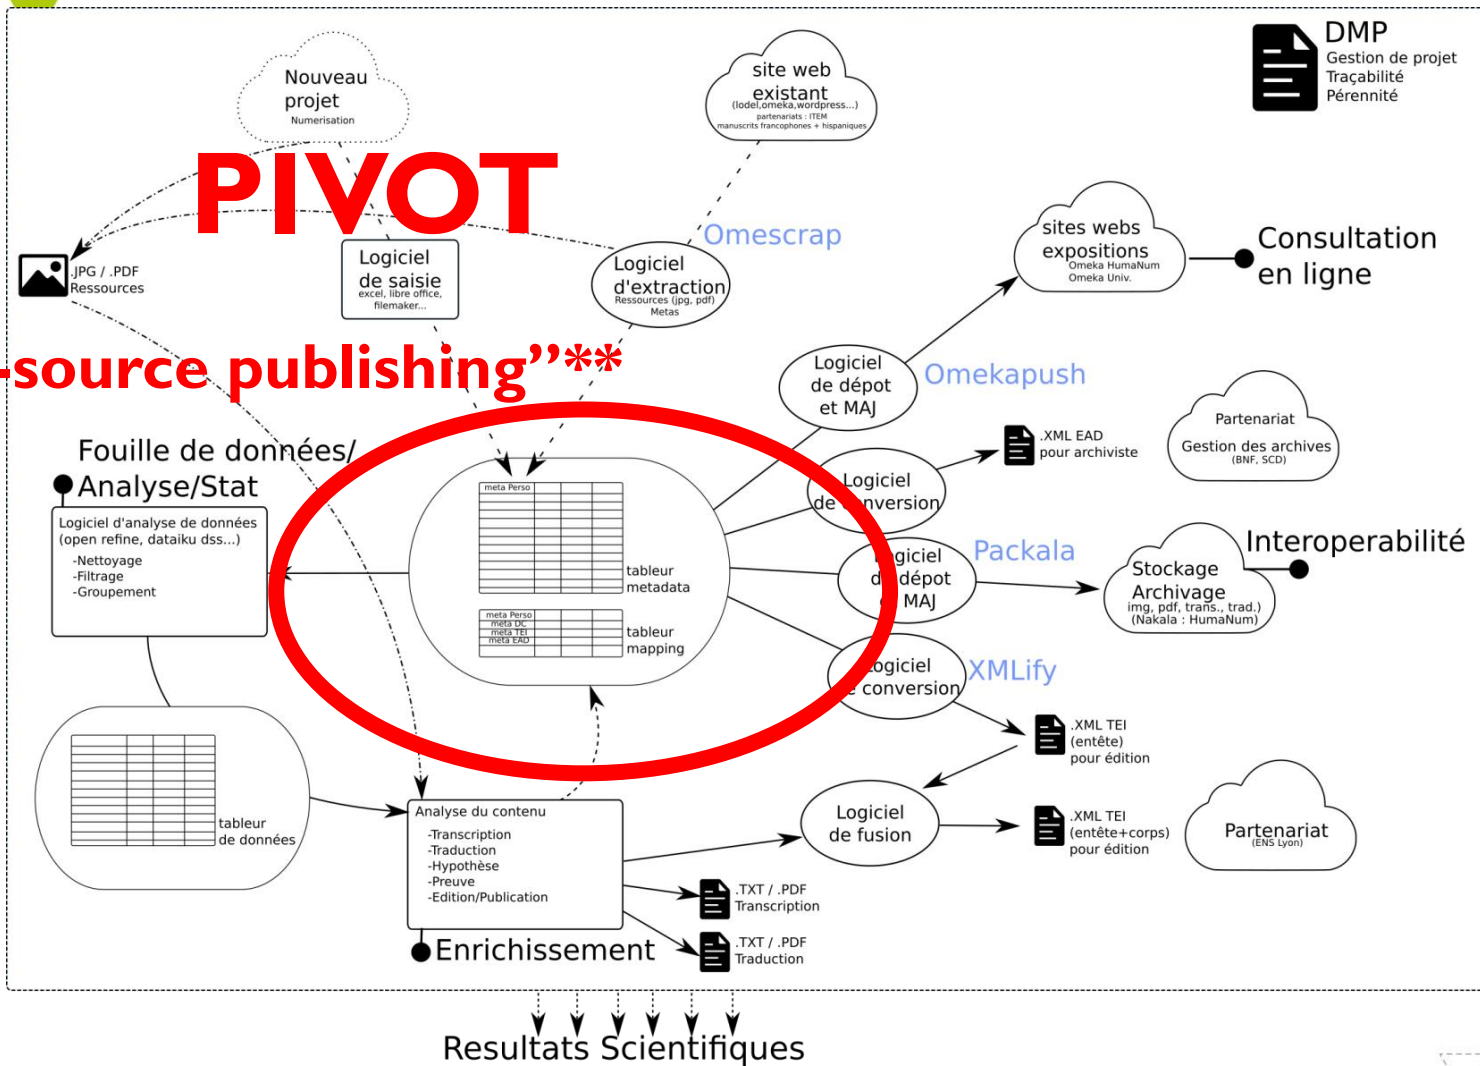 DMP
Gestion de projet
Traçabilité
Pérennité
Nouveau
projet
Numerisation
site web
existant
(lodel,omeka,wordpress...)
partenariats : ITEM
manuscrits francophones + hispaniques
PIVOT
Omescrap
.JPG / .PDF
Ressources
Logiciel
de saisie
excel, libre office,
filemaker...
Logiciel
d'extraction
Ressources (jpg, pdf)
Metas
sites webs
expositions
Omeka HumaNum
Omeka Univ.
Consultation
en ligne
-source publishing”**
Logiciel
de dépot
et MAJ
Omekapush
.XML EAD
pour archiviste
Partenariat
Gestion des archives
(BNF, SCD)
Fouille de données/
Analyse/Stat
Logiciel d'analyse de données
(open refine, dataiku dss...)
-Nettoyage
-Filtrage
-Groupement
meta Perso
tableur
metadata
meta Perso
meta DC
meta TEI
meta EAD
tableur
mapping
Logiciel
de conversion
Logiciel
de dépot
et MAJ
Packala
Stockage
Archivage
img, pdf, trans., trad.)
(Nakala : HumaNum)
Interoperabilité
Logiciel
de conversion
XMLify
.XML TEI
(entête)
pour édition
tableur
de données
Analyse du contenu
-Transcription
-Traduction
-Hypothèse
-Preuve
-Edition/Publication
Logiciel
de fusion
.XML TEI
(entête+corps)
pour édition
Partenariat
(ENS Lyon)
.TXT / .PDF
Transcription
.TXT / .PDF
Traduction
Enrichissement
Resultats Scientifiques